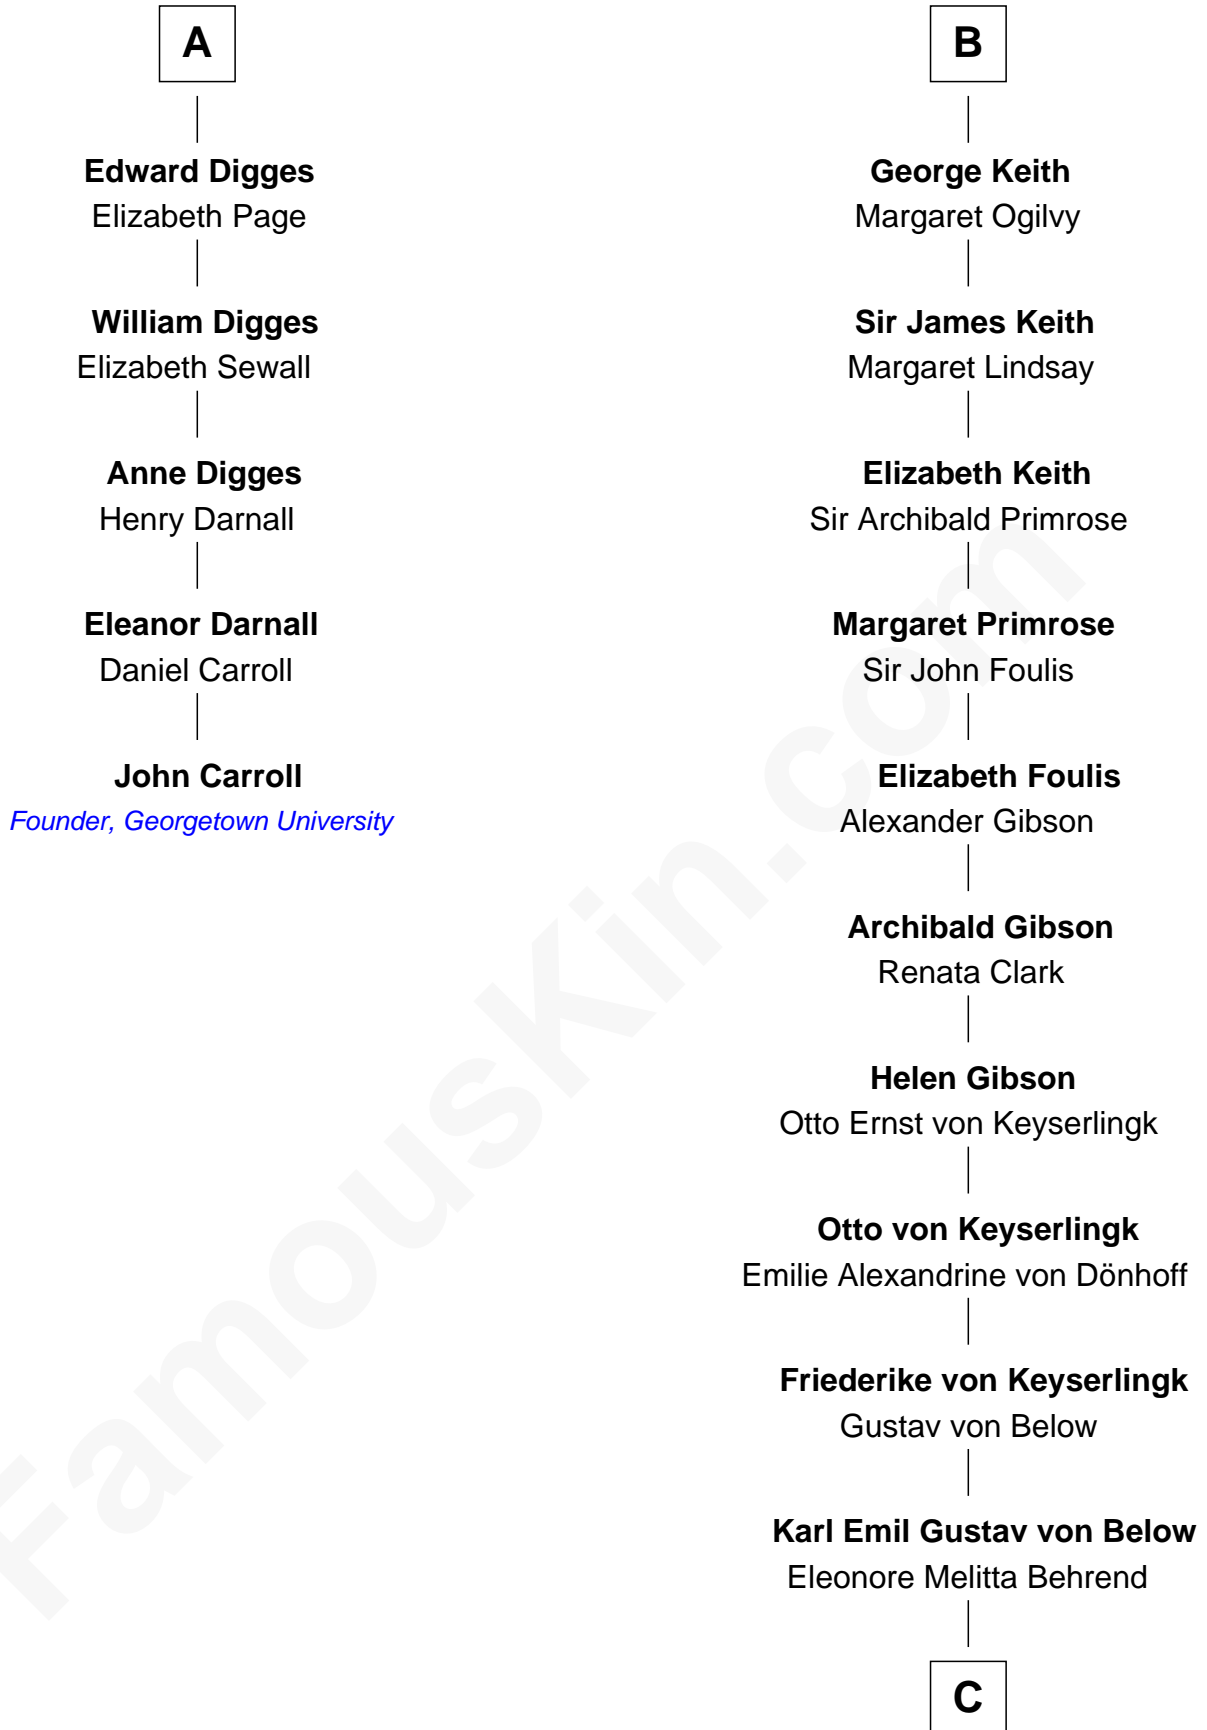 A
Edward Digges
Elizabeth Page
William Digges
Elizabeth Sewall
Anne Digges
Henry Darnall
Eleanor Darnall
Daniel Carroll
John Carroll
Founder, Georgetown University
B
George Keith
Margaret Ogilvy
Sir James Keith
Margaret Lindsay
Elizabeth Keith
Sir Archibald Primrose
Margaret Primrose
Sir John Foulis
Elizabeth Foulis
Alexander Gibson
Archibald Gibson
Renata Clark
Helen Gibson
Otto Ernst von Keyserlingk
Otto von Keyserlingk
Emilie Alexandrine von Dönhoff
Friederike von Keyserlingk
Gustav von Below
Karl Emil Gustav von Below
Eleonore Melitta Behrend
C
FamousKin.com